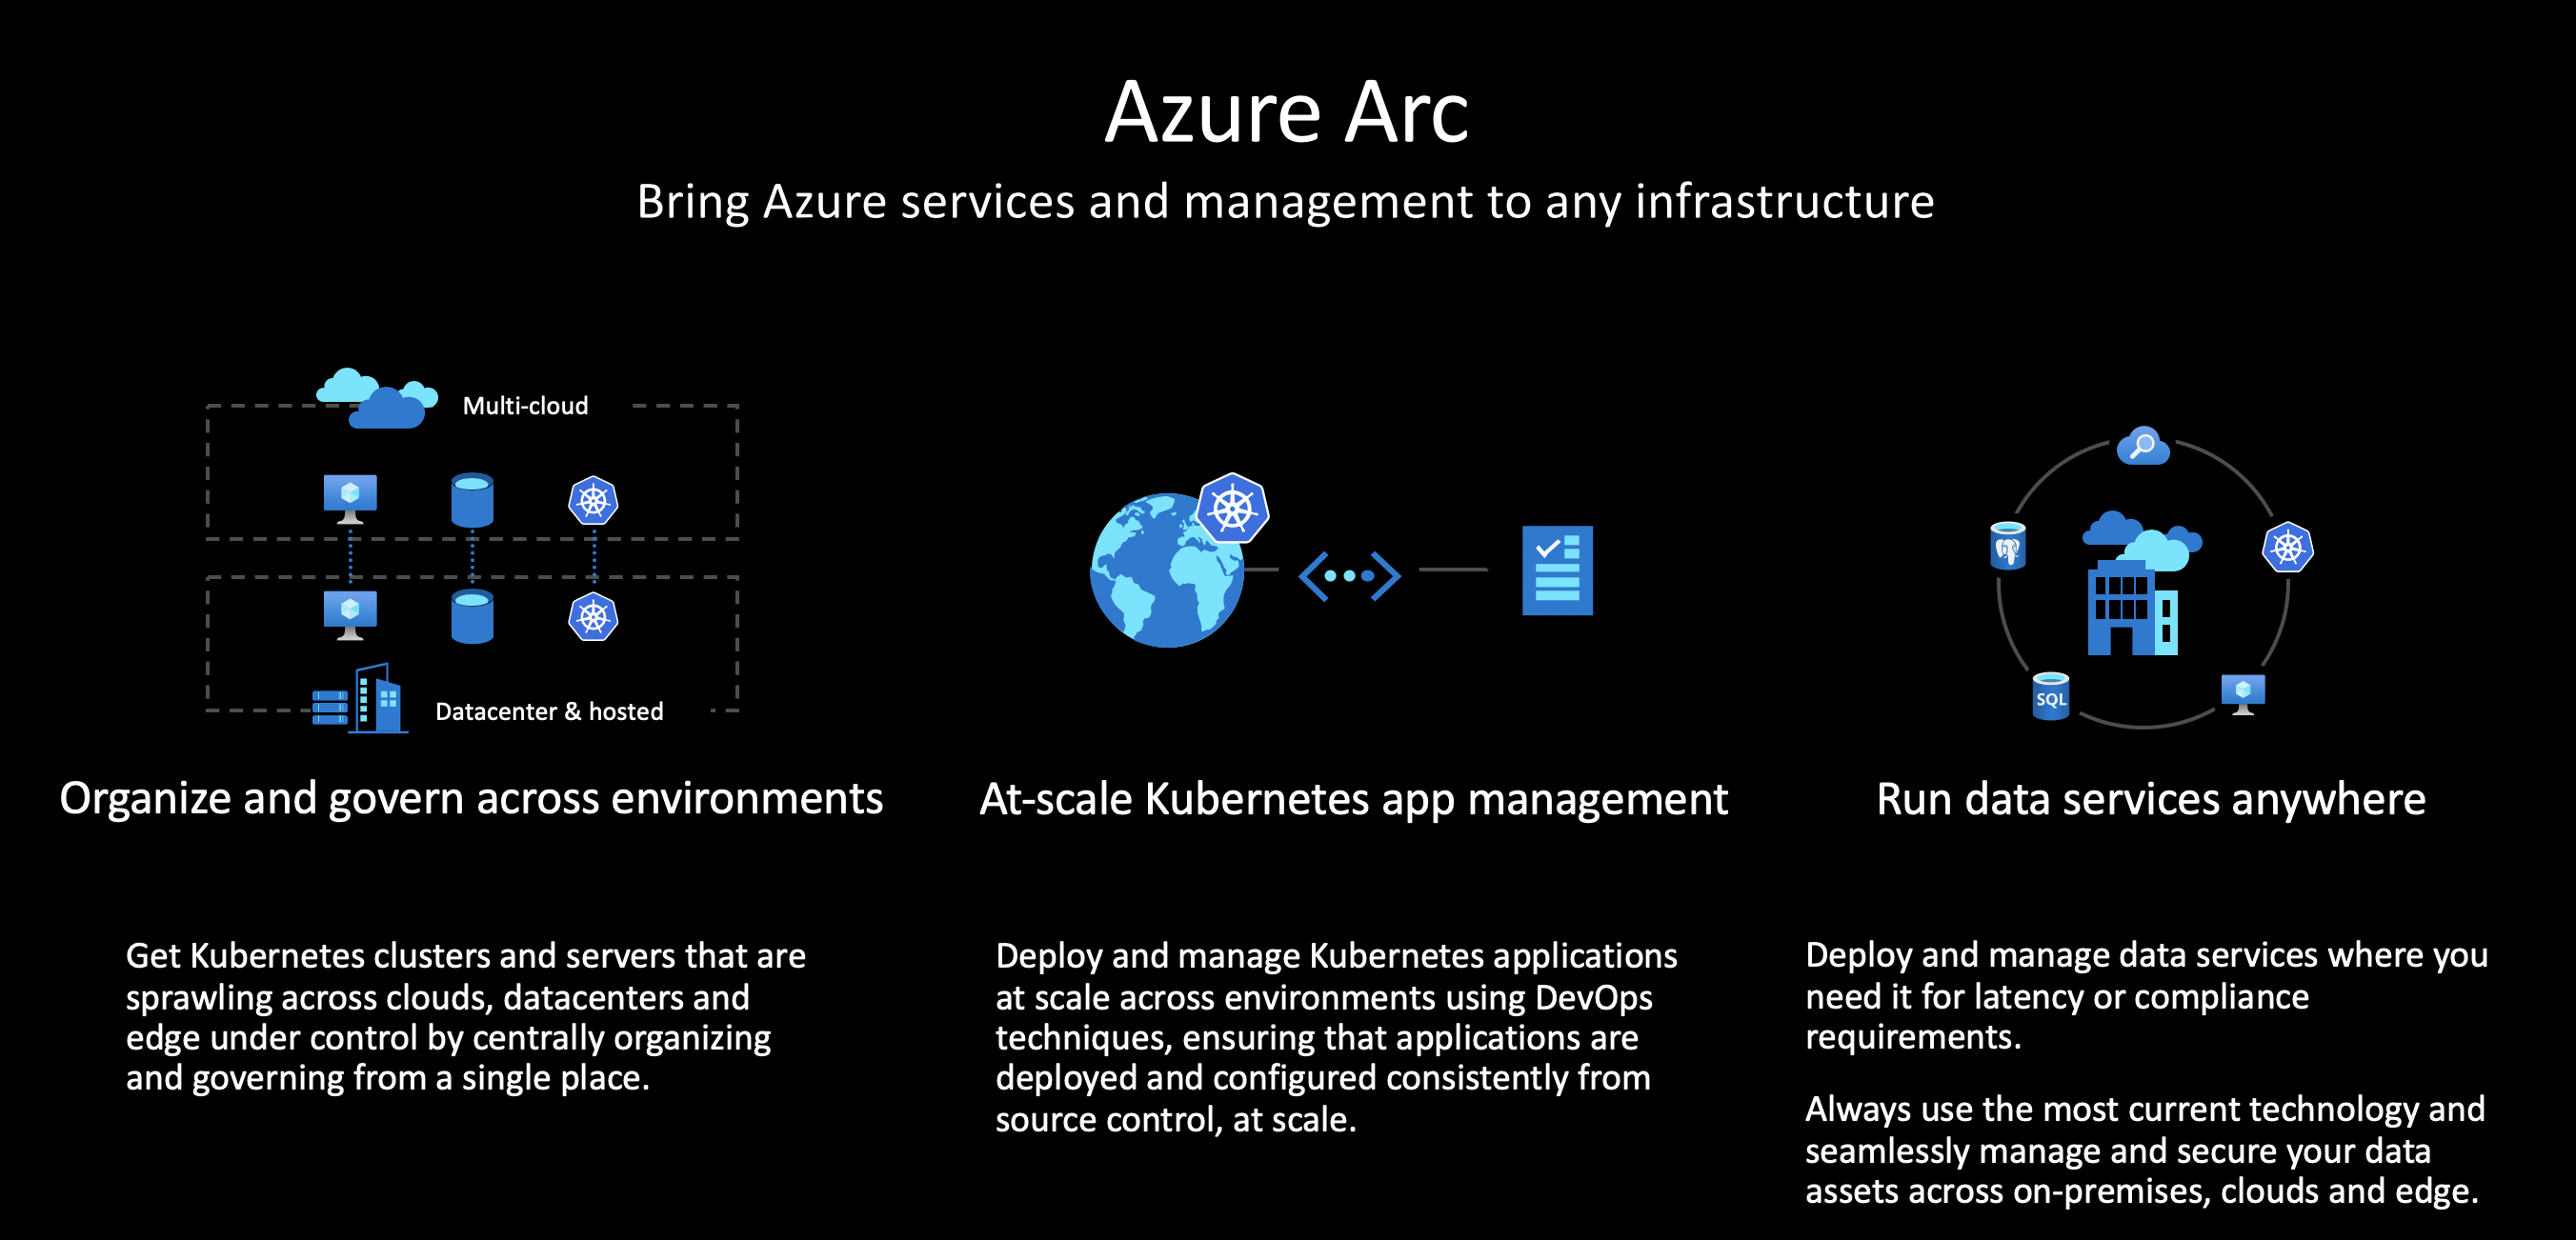 Azure Arc
Bring Azure services and management to any infrastructure
Multi-cloud
Datacenter & hosted
Organize and govern across environments
Get Kubernetes clusters and servers that are
sprawling across clouds, datacenters and
edge under control by centrally organizing
and governing from a single place.
At-scale Kubernetes app management
Deploy and manage Kubernetes applications
at scale across environments using DevOps
techniques, ensuring that applications are
deployed and configured consistently from
source control, at scale.
SQL
Run data services anywhere
Deploy and manage data services where you
need it for latency or compliance
requirements.
Always use the most current technology and
seamlessly manage and secure your data
assets across on-premises, clouds and edge.